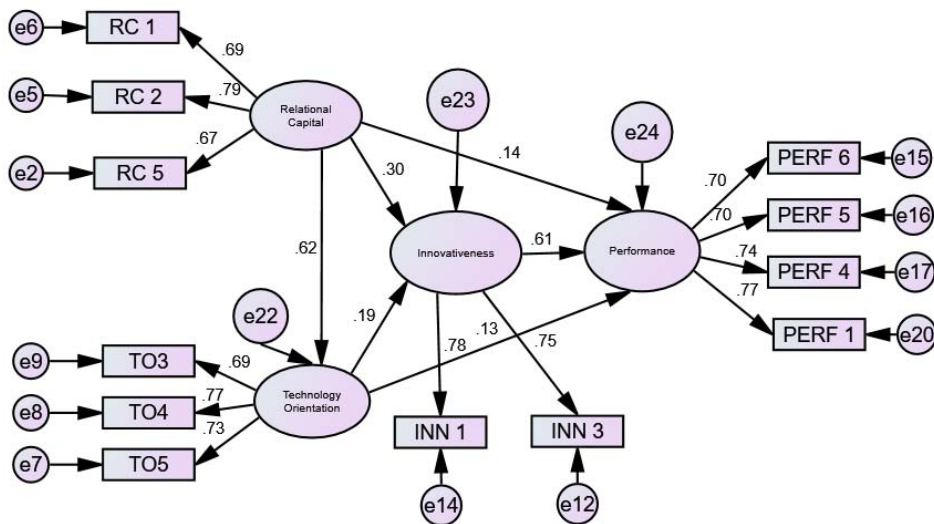 e6
RC 1
.69
e5
RC 2
.79
e2
RC 5
.67
Relational
Capital
e23
e24
.14
.30
.62
Innovativeness
.61
Performance
.70
PERF 6
e15
.70
PERF 5
e16
.74
PERF 4
e17
.77
PERF 1
e20
e22
.19
.13
.78
.75
e9
TO3
.69
e8
TO4
.77
e7
TO5
.73
Technology
Orientation
INN 1
INN 3
e14
e12